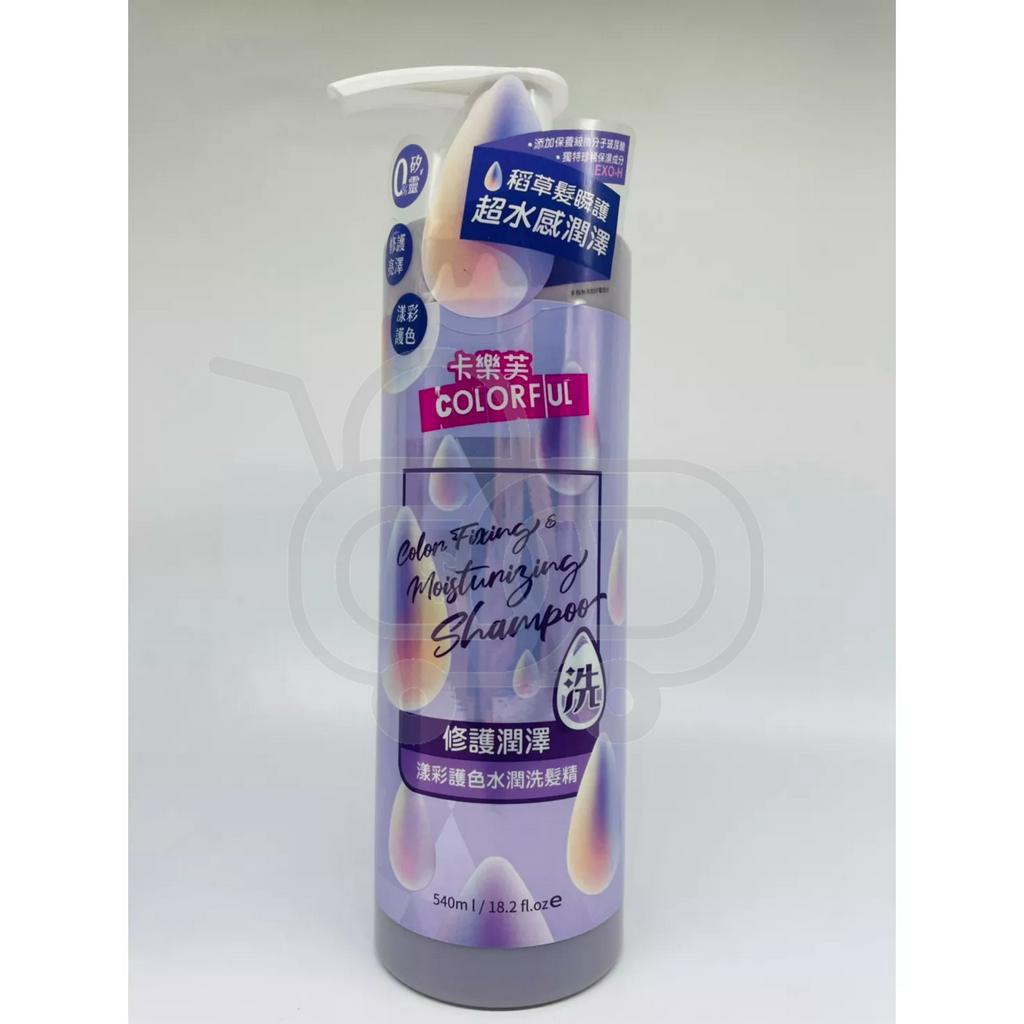 •添加保養級微分子玻尿酸
•獨特珍稀保濕成分
EXO-H
稻草髮瞬護
超水感潤澤
0矽靈
修護
亮澤
漾彩
護色
卡樂芙
COLORFUL
Color Fixing &
Moisturizing
Shampoo
洗
修護潤澤
漾彩護色水潤洗髮精
540ml/18.2 fl.oze